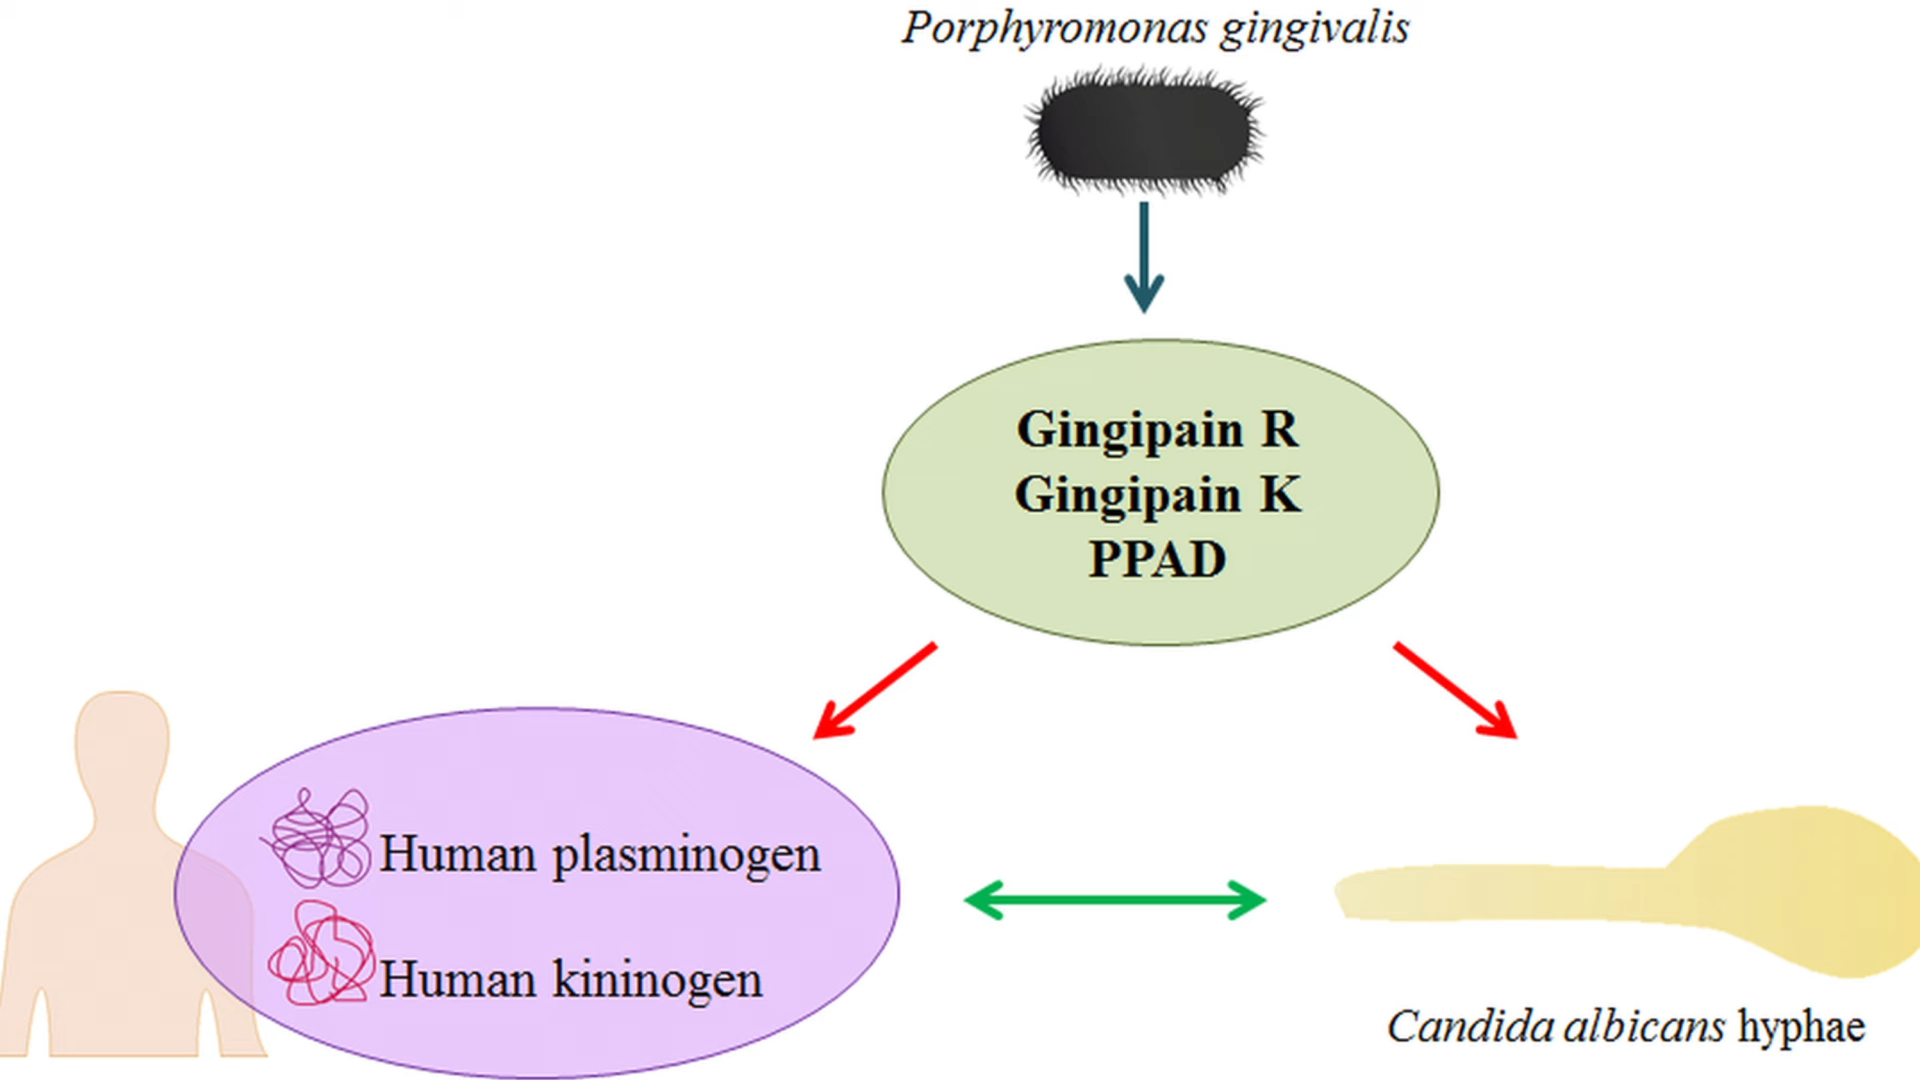 Porphyromonas gingivalis
Gingipain R
Gingipain K
PPAD
Human plasminogen
Human kininogen
Candida albicans hyphae